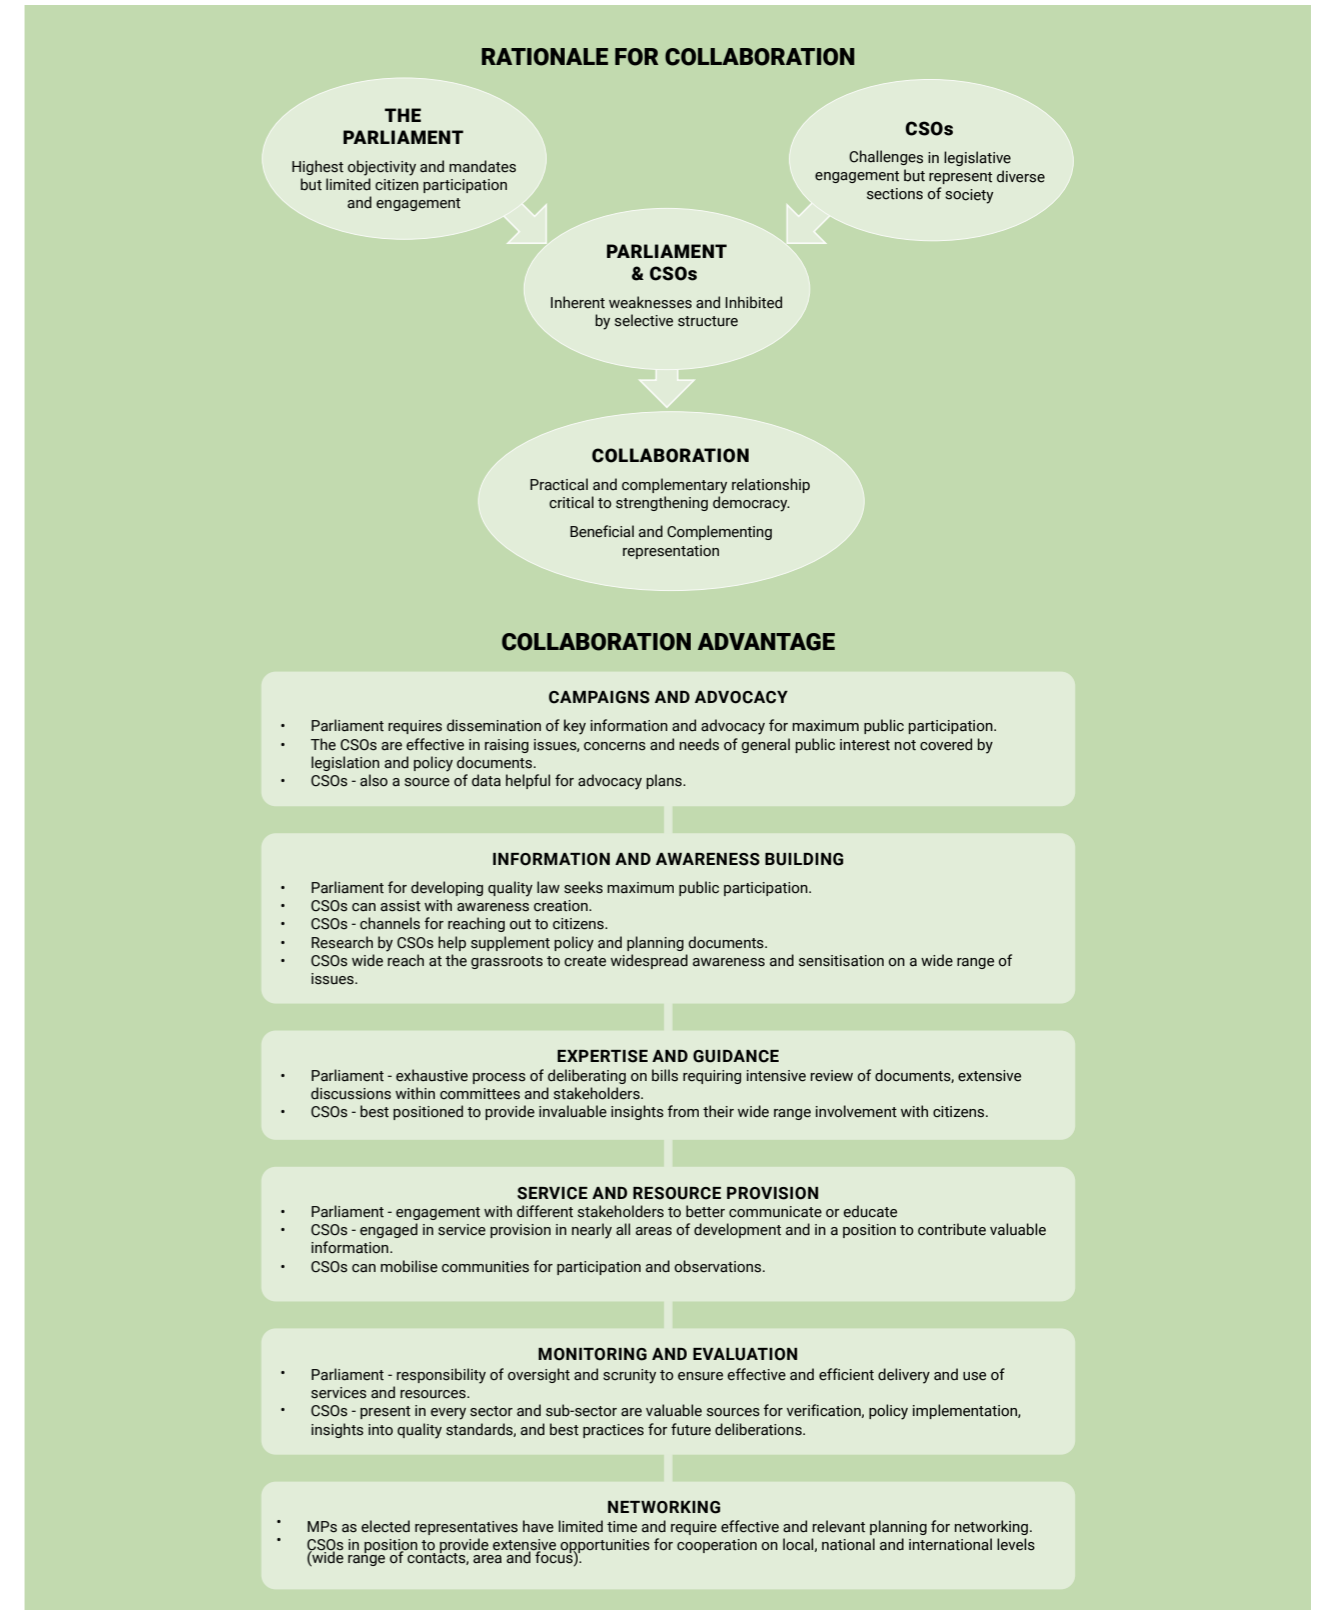 RATIONALE FOR COLLABORATION
THE
PARLIAMENT
Highest objectivity and mandates
but limited citizen participation
and engagement
CSOs
Challenges in legislative
engagement but represent diverse
sections of society
PARLIAMENT
& CSOs
Inherent weaknesses and Inhibited
by selective structure
COLLABORATION
Practical and complementary relationship
critical to strengthening democracy.
Beneficial and Complementing
representation
COLLABORATION ADVANTAGE
CAMPAIGNS AND ADVOCACY
• Parliament requires dissemination of key information and advocacy for maximum public participation.
• The CSOs are effective in raising issues, concerns and needs of general public interest not covered by
legislation and policy documents.
• CSOs - also a source of data helpful for advocacy plans.
INFORMATION AND AWARENESS BUILDING
• Parliament for developing quality law seeks maximum public participation.
• CSOs can assist with awareness creation.
• CSOs - channels for reaching out to citizens.
• Research by CSOs help supplement policy and planning documents.
• CSOs wide reach at the grassroots to create widespread awareness and sensitisation on a wide range of
issues.
EXPERTISE AND GUIDANCE
• Parliament - exhaustive process of deliberating on bills requiring intensive review of documents, extensive
discussions within committees and stakeholders.
• CSOs - best positioned to provide invaluable insights from their wide range involvement with citizens.
SERVICE AND RESOURCE PROVISION
• Parliament - engagement with different stakeholders to better communicate or educate
• CSOs - engaged in service provision in nearly all areas of development and in a position to contribute valuable
information.
• CSOs can mobilise communities for participation and observations.
MONITORING AND EVALUATION
• Parliament - responsibility of oversight and scrunity to ensure effective and efficient delivery and use of
services and resources.
• CSOs - present in every sector and sub-sector are valuable sources for verification, policy implementation,
insights into quality standards, and best practices for future deliberations.
NETWORKING
• MPs as elected representatives have limited time and require effective and relevant planning for networking.
• CSOs in position to provide extensive opportunities for cooperation on local, national and international levels
(wide range of contacts, area and focus).